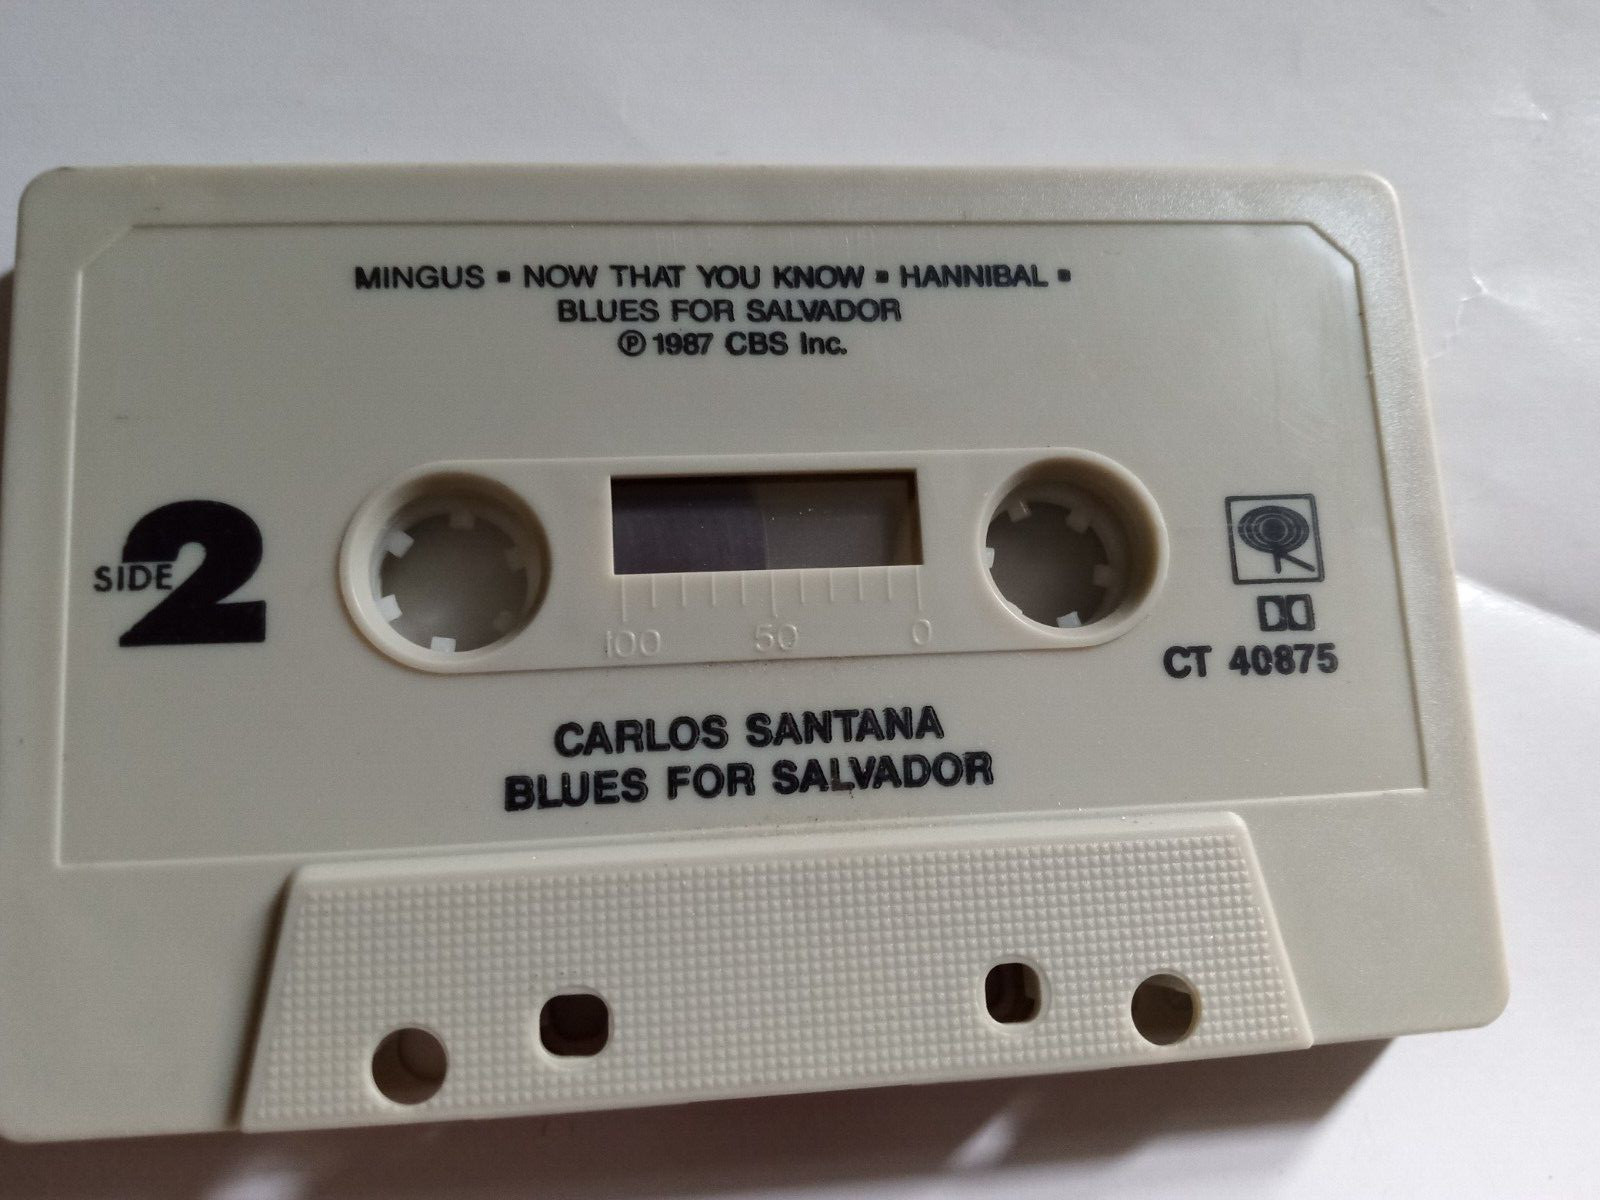 MINGUS ▪ NOW THAT YOU KNOW ▪ HANNIBAL ▪
BLUES FOR SALVADOR
Ⓟ 1987 CBS Inc.
SIDE 2
100 50 0
CT 40875
CARLOS SANTANA
BLUES FOR SALVADOR